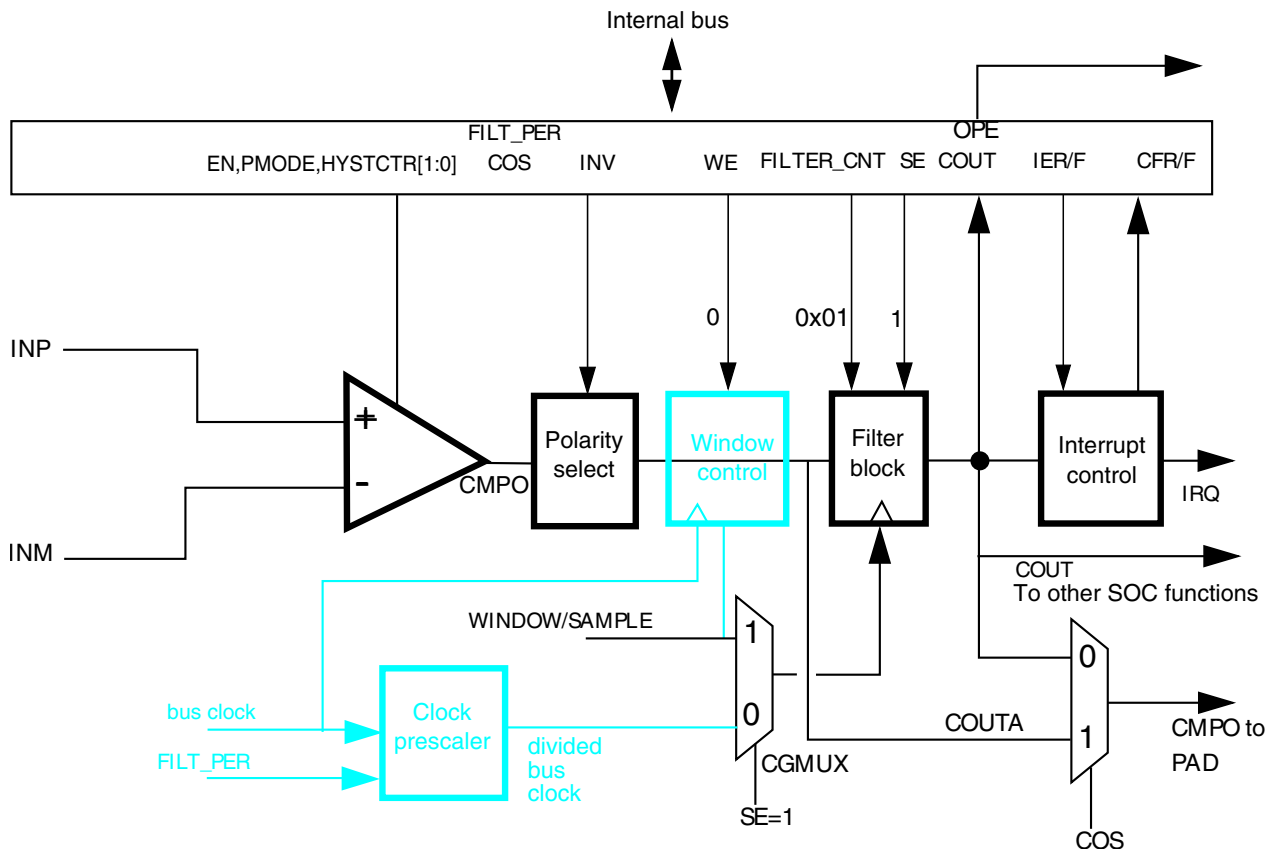 Internal bus
FILT_PER
OPE
EN,PMODE,HYSTCTR[1:0]
COS
INV
WE
FILTER_CNT
SE
COUT
IER/F
CFR/F
0
0x01
1
INP
INM
+
-
CMPO
Polarity
select
Window
control
Filter
block
Interrupt
control
IRQ
COUT
To other SOC functions
WINDOW/SAMPLE
1
0
CGMUX
SE=1
bus clock
FILT_PER
Clock
prescaler
divided
bus
clock
COUTA
0
1
CMPO to
PAD
COS